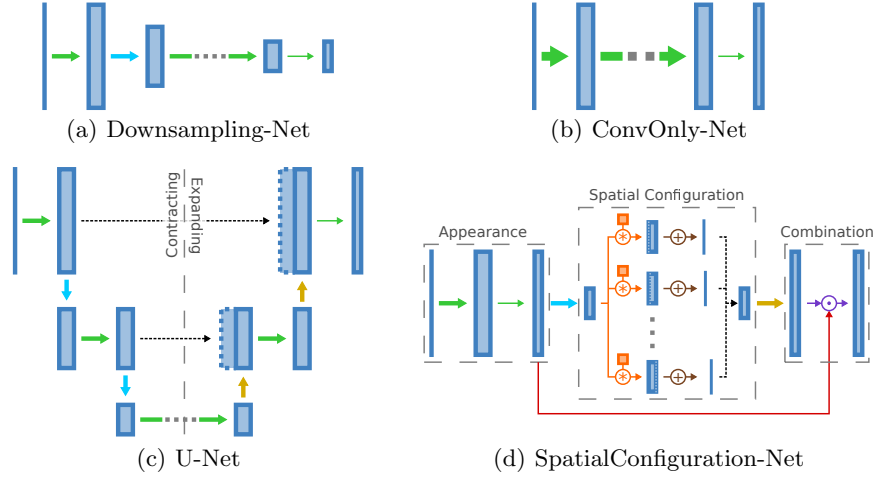 (a) Downsampling-Net
(b) ConvOnly-Net
Contracting
Expanding
(c) U-Net
Spatial Configuration
Appearance
Combination
(d) SpatialConfiguration-Net